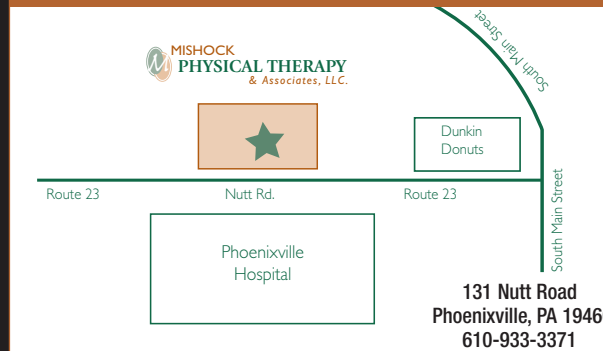 MISHOCK
PHYSICAL THERAPY
& Associates, LLC.
South Main Street
Dunkin
Donuts
Route 23
Nutt Rd.
Route 23
South Main Street
Phoenixville
Hospital
131 Nutt Road
Phoenixville, PA 1946
610-933-3371